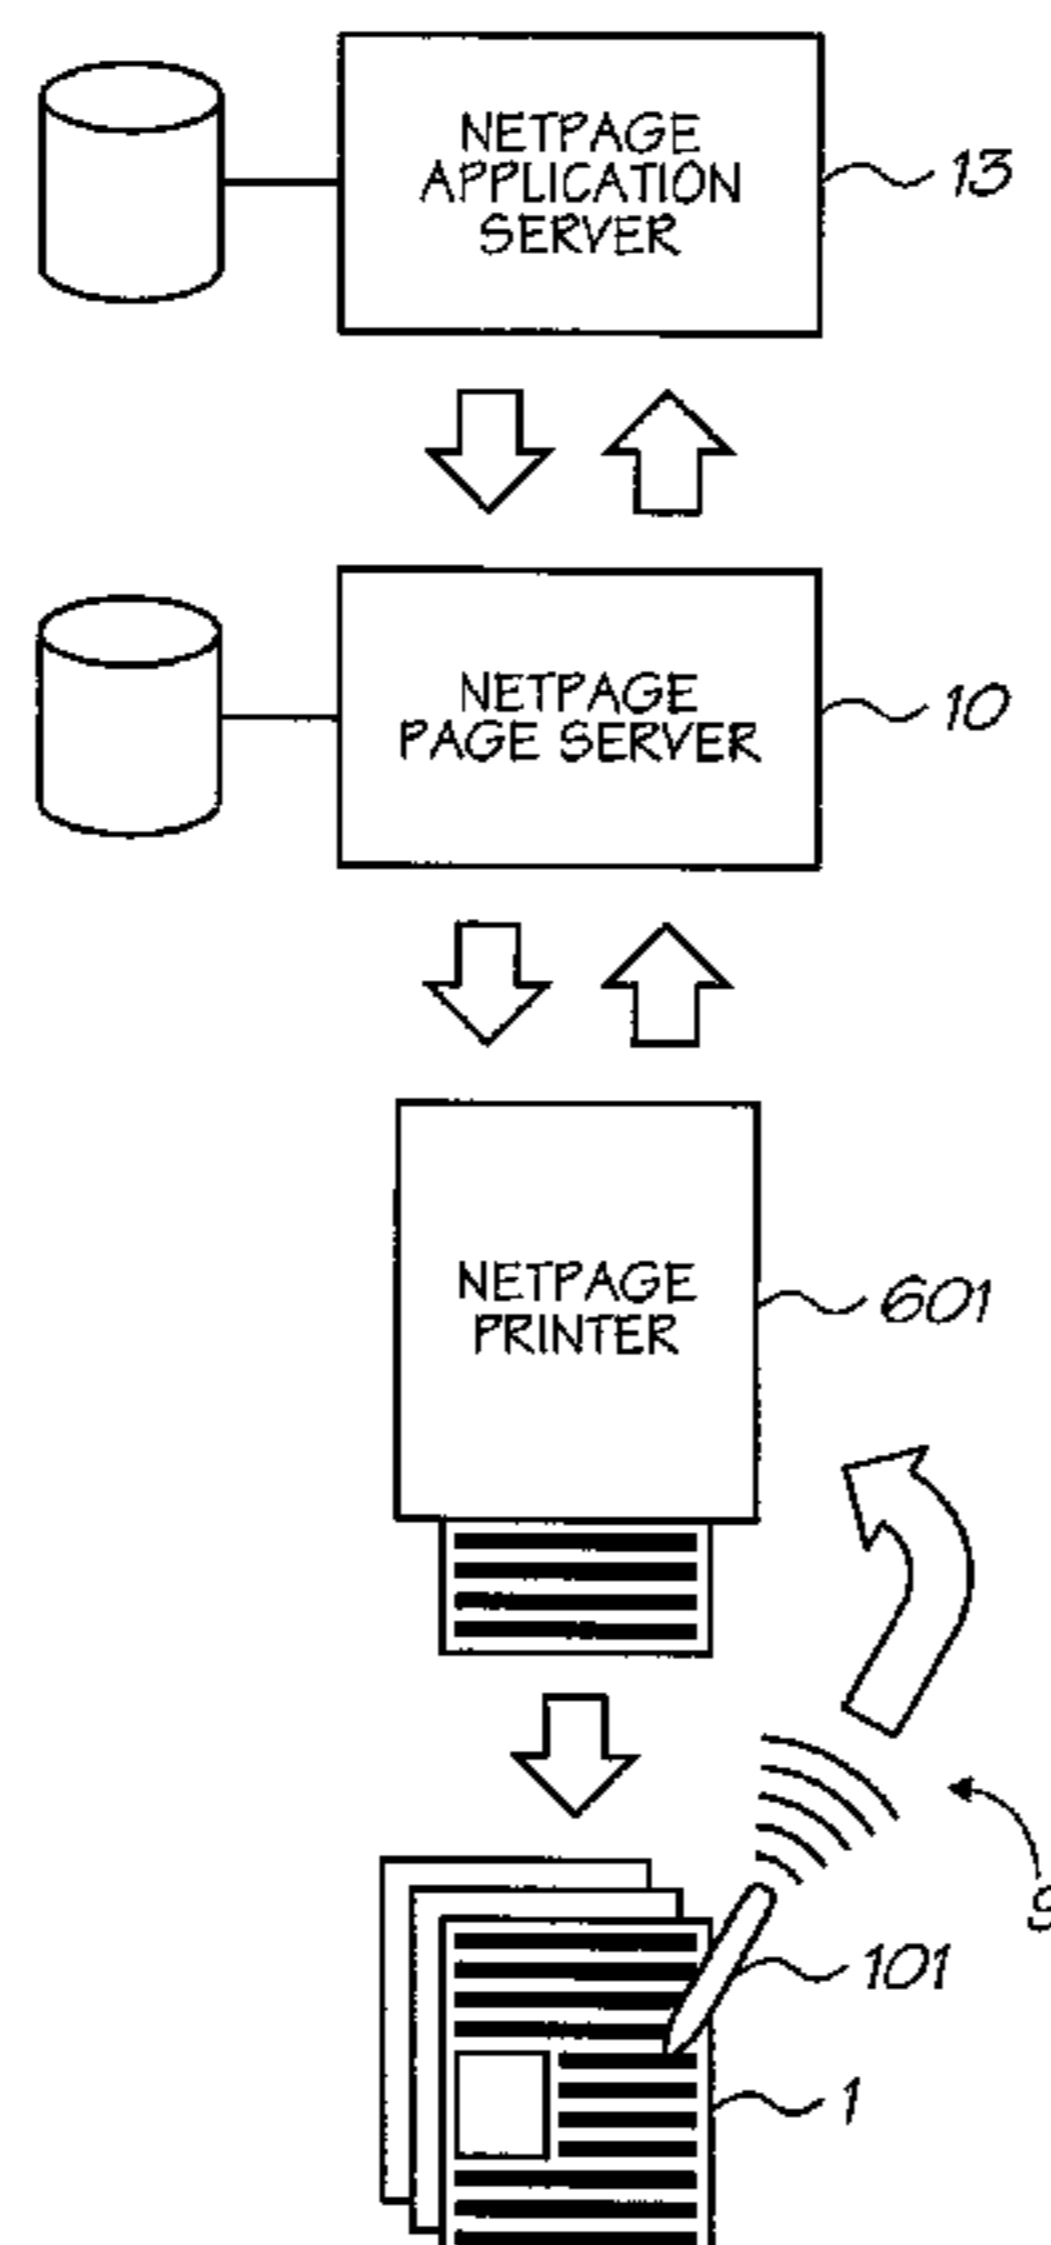 NETPAGE
APPLICATION
SERVER
13
NETPAGE
PAGE SERVER
10
NETPAGE
PRINTER
601
101
1